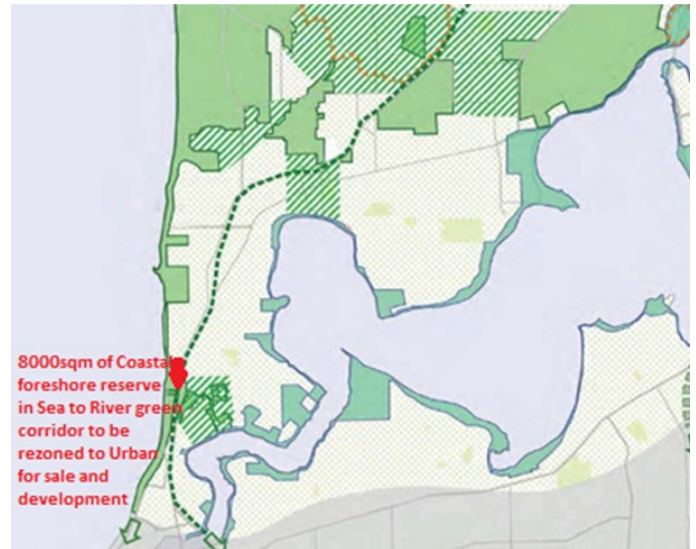 8000sqm of Coastal
foreshore reserve
in Sea to River green
corridor to be
rezoned to Urban
for sale and
development